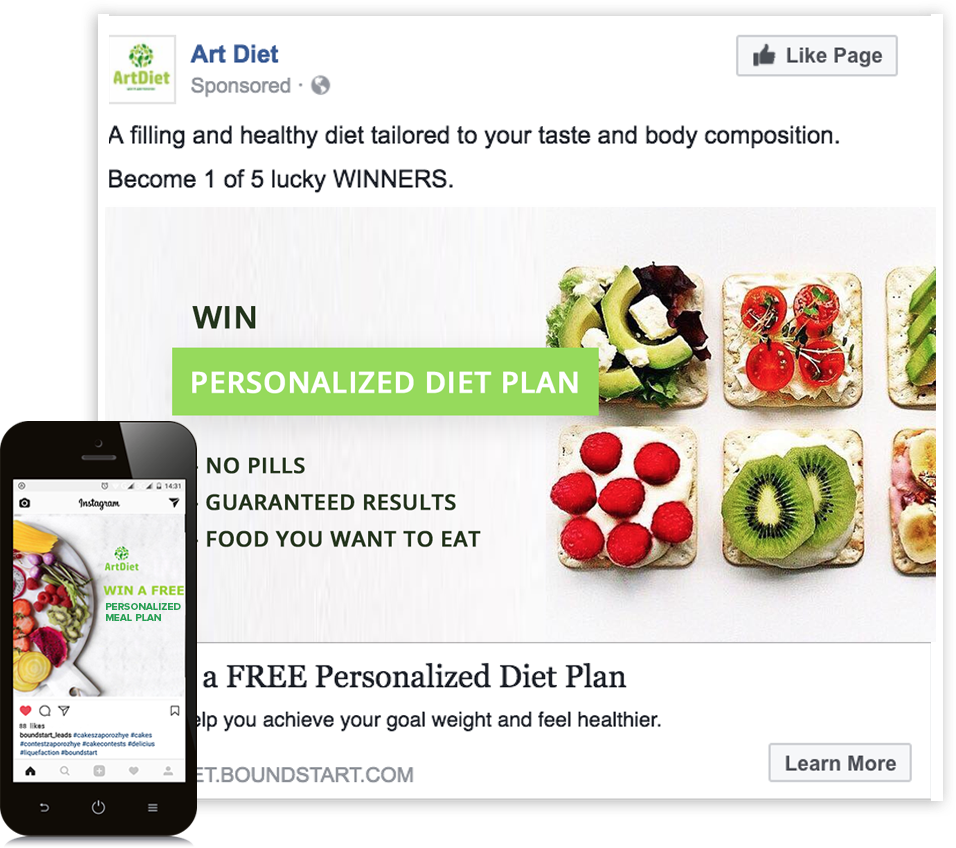 ArtDiet
Art Diet
Sponsored ·
Like Page
A filling and healthy diet tailored to your taste and body composition.
Become 1 of 5 lucky WINNERS.
WIN
PERSONALIZED DIET PLAN
- NO PILLS
- GUARANTEED RESULTS
- FOOD YOU WANT TO EAT
a FREE Personalized Diet Plan
elp you achieve your goal weight and feel healthier.
ET.BOUNDSTART.COM
Learn More
14:31
Instagram
ArtDiet
WIN A FREE
PERSONALIZED
MEAL PLAN
88 likes
boundstart_leads #cakeszaporozhye #cakes
#contestzaporozhye #cakecontests #delicius
#liquefaction #boundstart